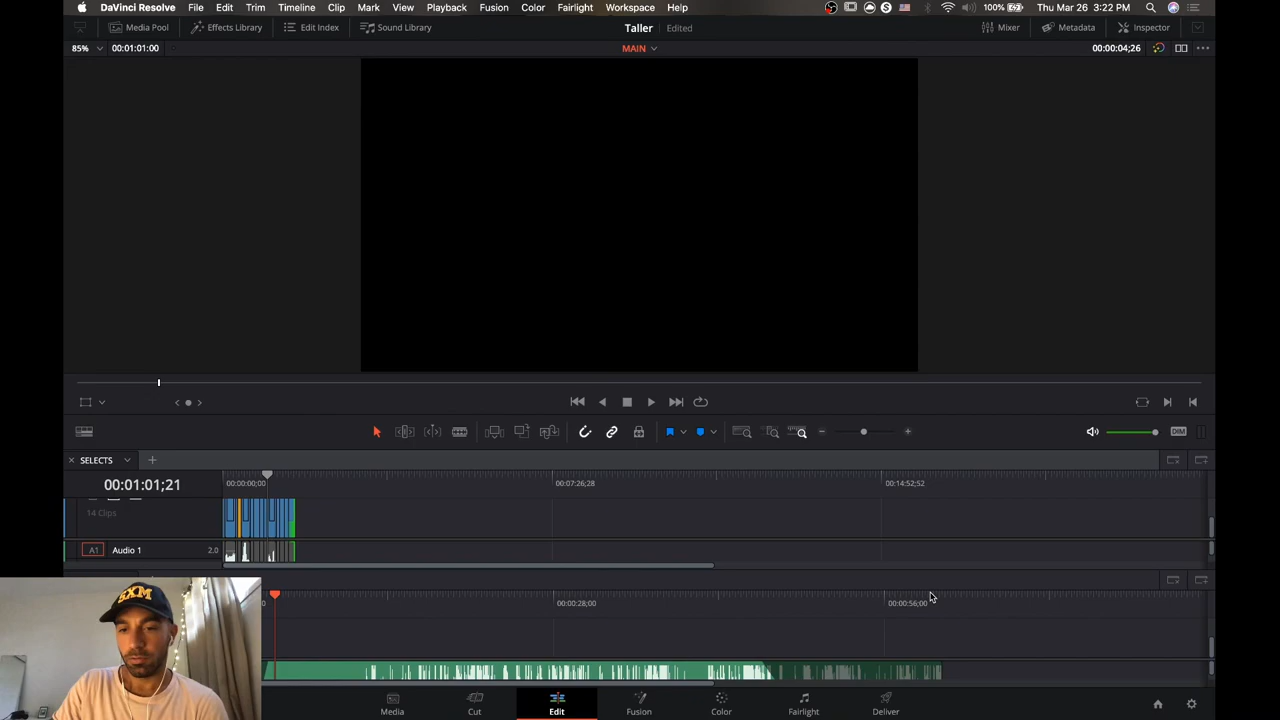 DaVinci Resolve File Edit Trim Timeline Clip Mark View Playback Fusion Color Fairlight Workspace Help 100% Thu Mar 26 3:22 PM
Media Pool Effects Library Edit Index Sound Library Taller Edited Mixer Metadata Inspector
85% 00:01:01:00 MAIN 00:00:04;26
DIM
SELECTS
00:01:01;21 00:00:00;00 00:07:26;28 00:14:52;52
14 Clips
A1 Audio 1 2.0
0 00:00:28;00 00:00:56;00
SXM
Media Cut Edit Fusion Color Fairlight Deliver